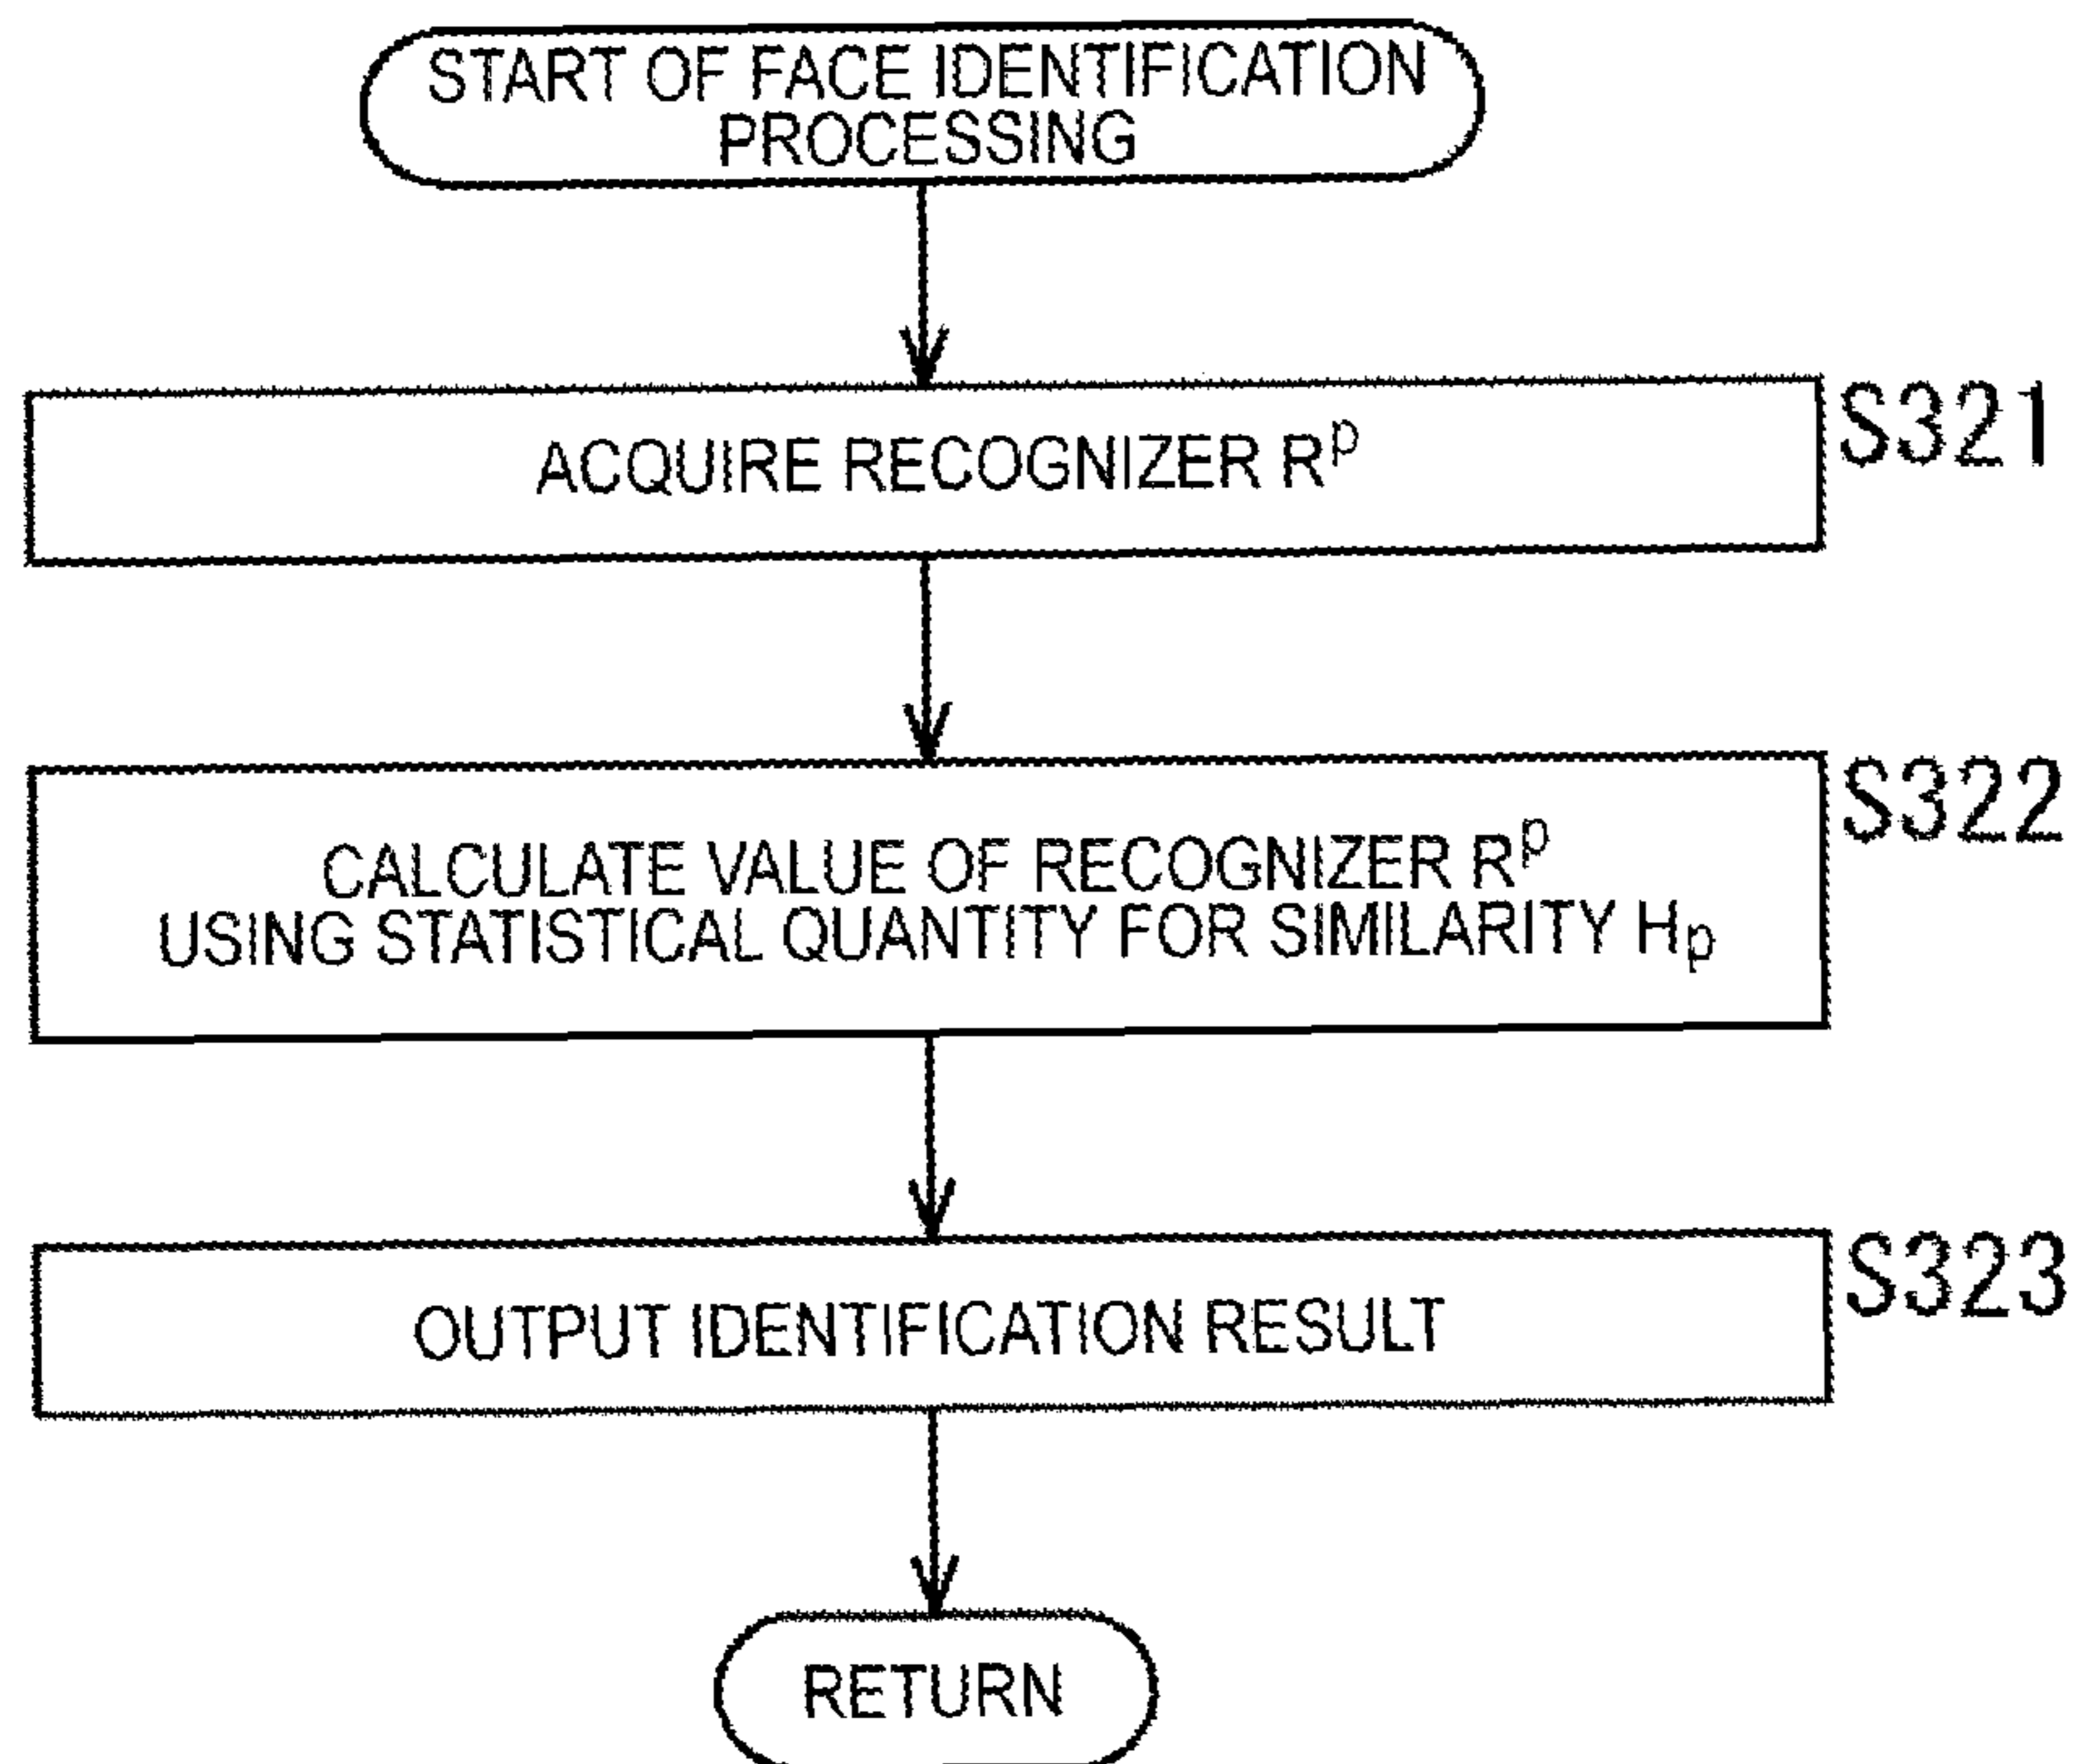 START OF FACE IDENTIFICATION
PROCESSING
ACQUIRE RECOGNIZER R^p
S321
CALCULATE VALUE OF RECOGNIZER R^p
USING STATISTICAL QUANTITY FOR SIMILARITY H_p
S322
OUTPUT IDENTIFICATION RESULT
S323
RETURN